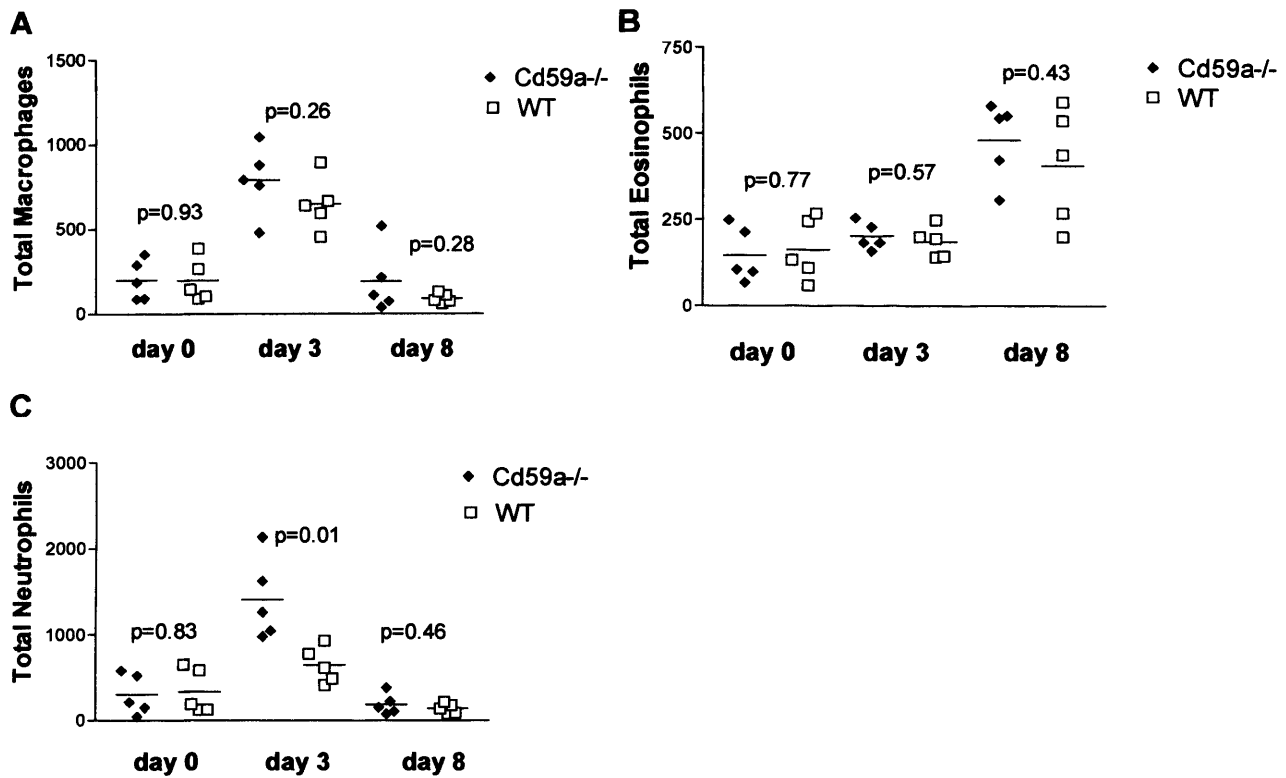 A
Total Macrophages
1500
1000
500
0
p=0.93
p=0.26
p=0.28
Cd59a-/-
WT
day 0
day 3
day 8
B
Total Eosinophils
750
500
250
0
p=0.77
p=0.57
p=0.43
Cd59a-/-
WT
day 0
day 3
day 8
C
Total Neutrophils
3000
2000
1000
0
p=0.83
p=0.01
p=0.46
Cd59a-/-
WT
day 0
day 3
day 8